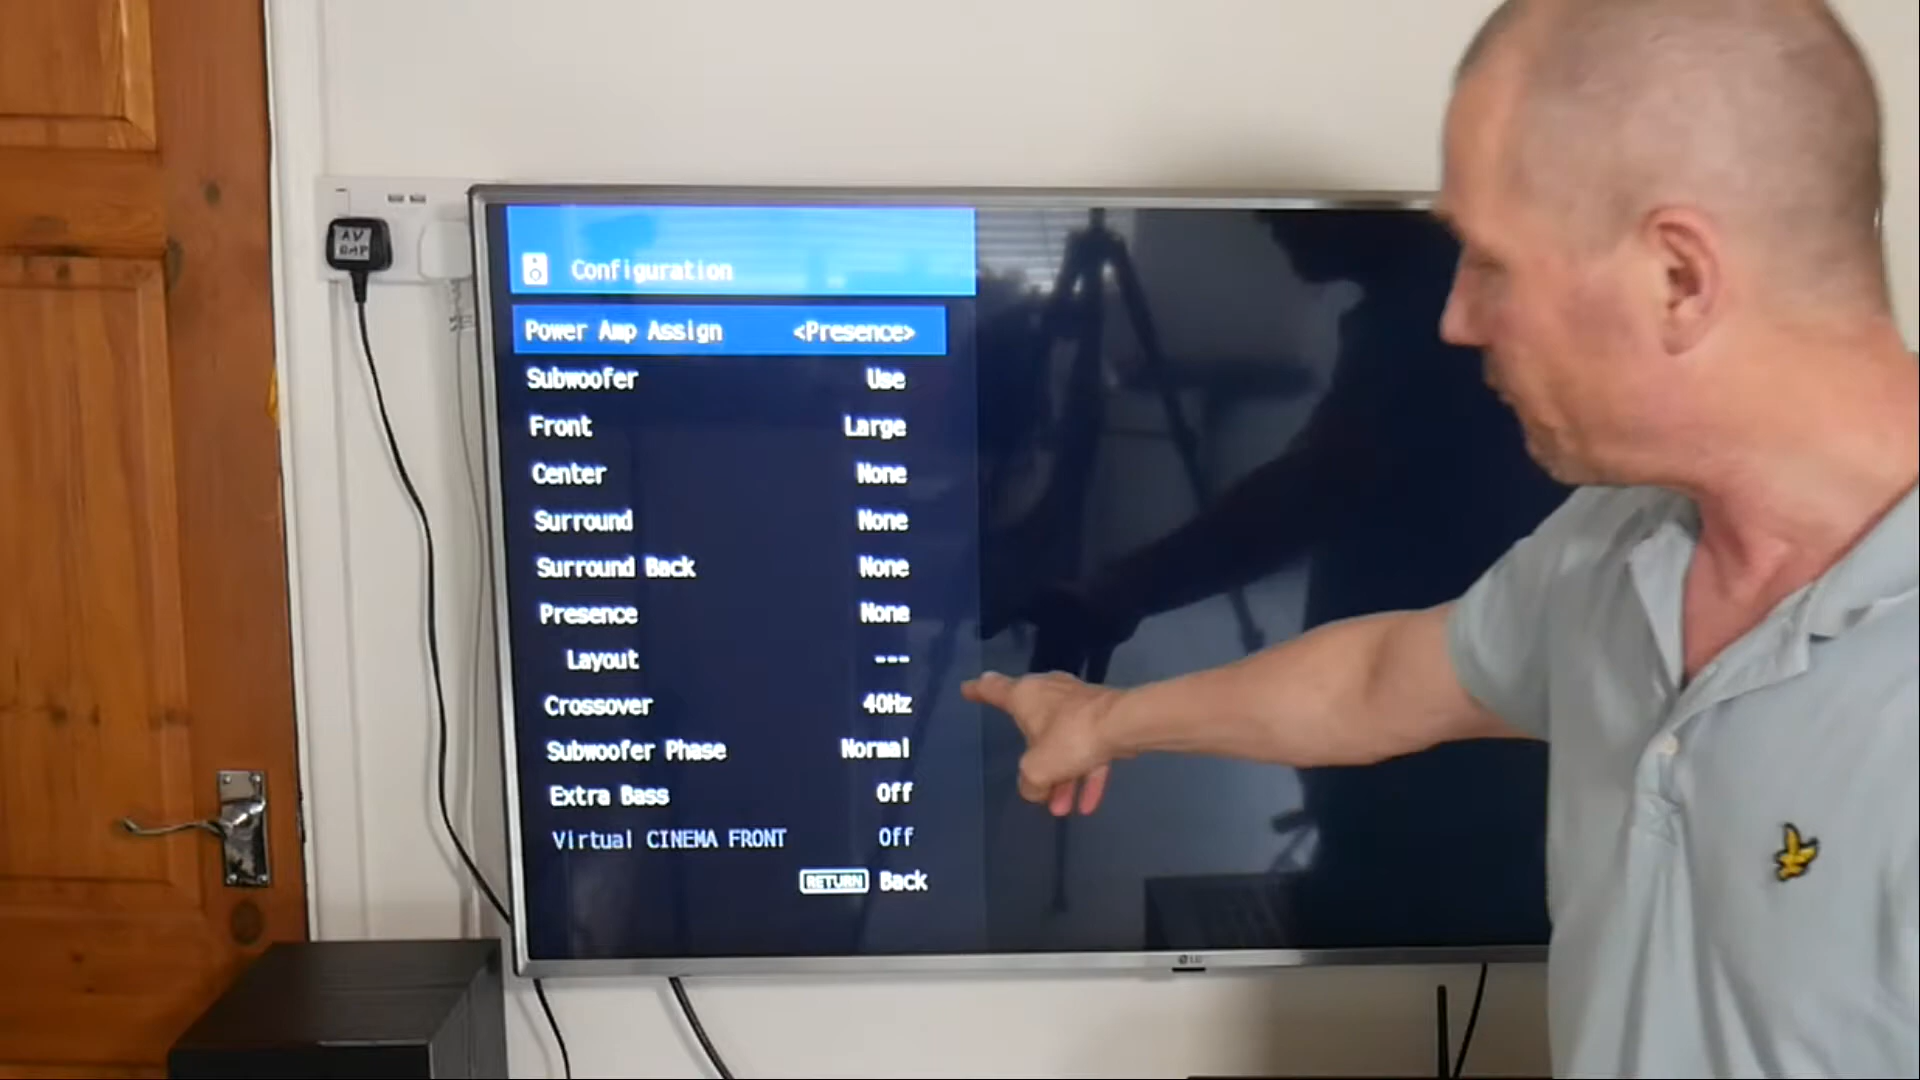 AV
AMP
Configuration
Power Amp Assign <Presence>
Subwoofer Use
Front Large
Center None
Surround None
Surround Back None
Presence None
Layout ---
Crossover 40Hz
Subwoofer Phase Normal
Extra Bass Off
Virtual CINEMA FRONT Off
RETURN Back
LG